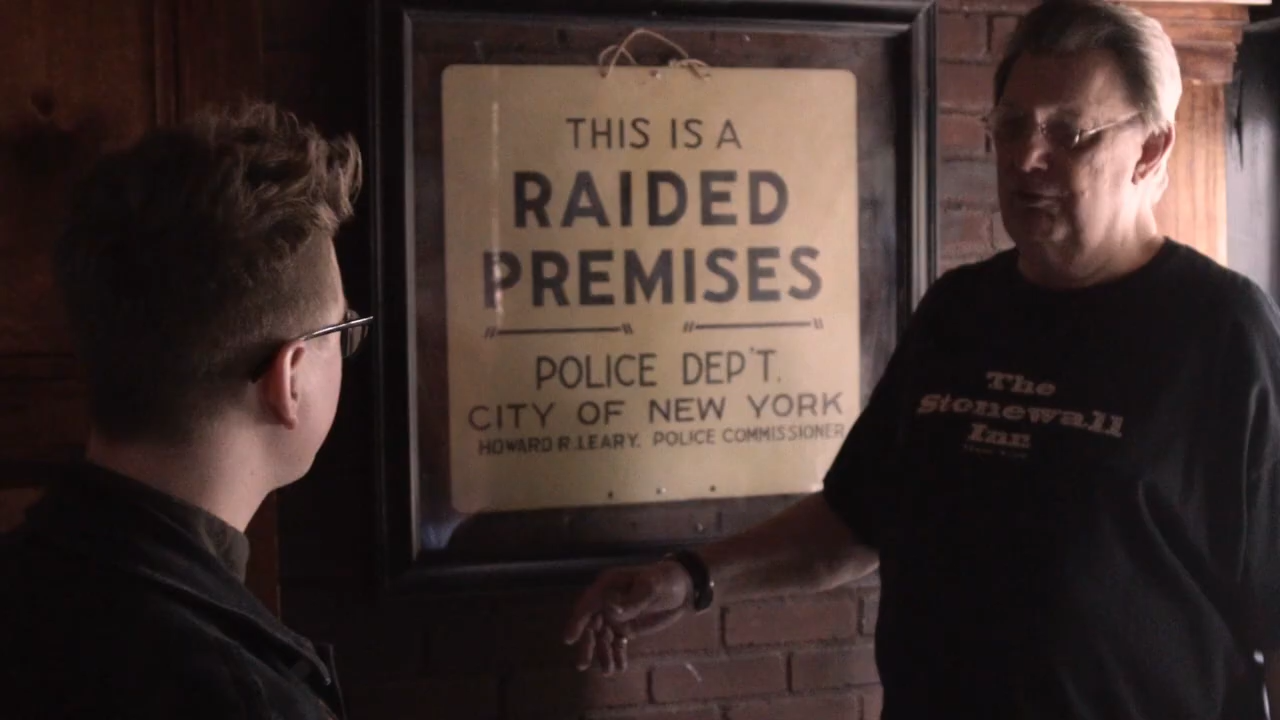 THIS IS A
RAIDED
PREMISES
POLICE DEP'T.
CITY OF NEW YORK
HOWARD R. LEARY. POLICE COMMISSIONER
The
Stonewall
Inn